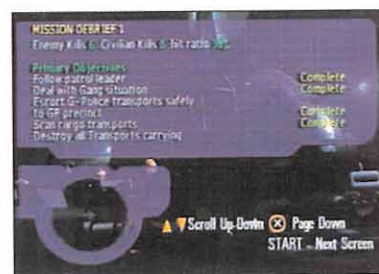 MISSION DEBRIEF 1
Enemy Kills Civilian Kills hit ratio
Primary Objectives
Follow patrol leader Complete
Deal with Gang situation Complete
Escort G-Police transports safely
to GP precinct Complete
Scan cargo transports Complete
Destroy all Transports carrying
Scroll Up-Down Page Down
START - Next Screen